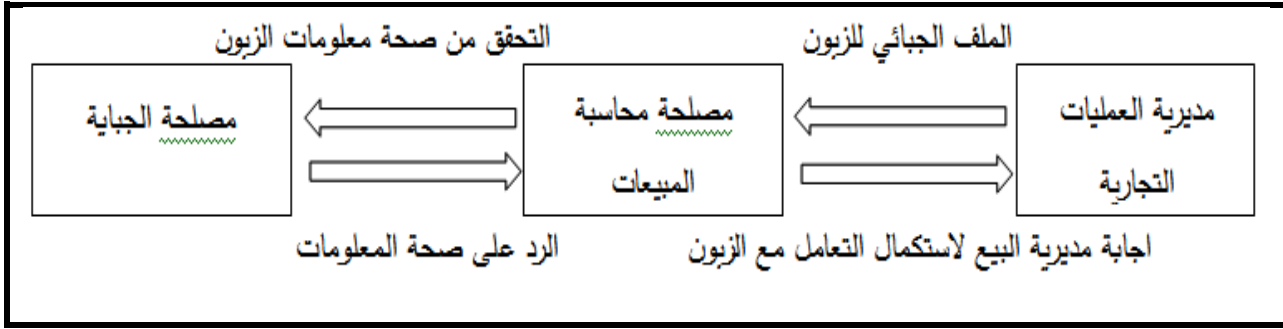 الملف الجبائي للزبون
التحقق من صحة معلومات الزبون
مديرية العمليات
التجارية
مصلحة محاسبة
المبيعات
مصلحة الجباية
اجابة مديرية البيع لاستكمال التعامل مع الزبون
الرد على صحة المعلومات